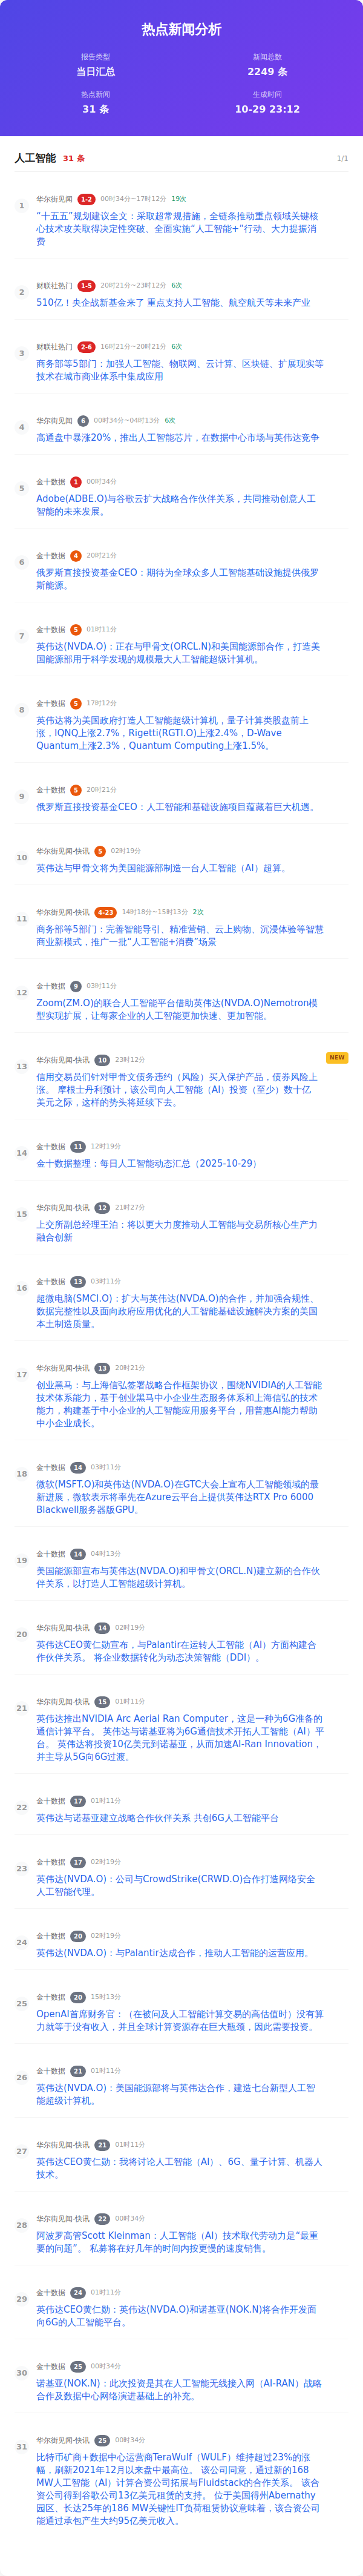 热点新闻分析
报告类型
新闻总数
当日汇总
2249 条
热点新闻
生成时间
31 条
10-29 23:12
人工智能 31 条 1/1
1
华尔街见闻 1-2 00时34分~17时12分 19次
“十五五”规划建议全文：采取超常规措施，全链条推动重点领域关键核
心技术攻关取得决定性突破、全面实施“人工智能+”行动、大力提振消
费
2
财联社热门 1-5 20时21分~23时12分 6次
510亿！央企战新基金来了 重点支持人工智能、航空航天等未来产业
3
财联社热门 2-6 16时21分~20时21分 6次
商务部等5部门：加强人工智能、物联网、云计算、区块链、扩展现实等
技术在城市商业体系中集成应用
4
华尔街见闻 6 00时34分~04时13分 6次
高通盘中暴涨20%，推出人工智能芯片，在数据中心市场与英伟达竞争
5
金十数据 1 00时34分
Adobe(ADBE.O)与谷歌云扩大战略合作伙伴关系，共同推动创意人工
智能的未来发展。
6
金十数据 4 20时21分
俄罗斯直接投资基金CEO：期待为全球众多人工智能基础设施提供俄罗
斯能源。
7
金十数据 5 01时11分
英伟达(NVDA.O)：正在与甲骨文(ORCL.N)和美国能源部合作，打造美
国能源部用于科学发现的规模最大人工智能超级计算机。
8
金十数据 5 17时12分
英伟达将为美国政府打造人工智能超级计算机，量子计算类股盘前上
涨，IQNQ上涨2.7%，Rigetti(RGTI.O)上涨2.4%，D-Wave
Quantum上涨2.3%，Quantum Computing上涨1.5%。
9
金十数据 5 20时21分
俄罗斯直接投资基金CEO：人工智能和基础设施项目蕴藏着巨大机遇。
10
华尔街见闻-快讯 5 02时19分
英伟达与甲骨文将为美国能源部制造一台人工智能（AI）超算。
11
华尔街见闻-快讯 4-23 14时18分~15时13分 2次
商务部等5部门：完善智能导引、精准营销、云上购物、沉浸体验等智慧
商业新模式，推广一批“人工智能+消费”场景
12
金十数据 9 03时11分
Zoom(ZM.O)的联合人工智能平台借助英伟达(NVDA.O)Nemotron模
型实现扩展，让每家企业的人工智能更加快速、更加智能。
13
华尔街见闻-快讯 10 23时12分
NEW
信用交易员们针对甲骨文债务违约（风险）买入保护产品，债券风险上
涨。 摩根士丹利预计，该公司向人工智能（AI）投资（至少）数十亿
美元之际，这样的势头将延续下去。
14
金十数据 11 12时19分
金十数据整理：每日人工智能动态汇总（2025-10-29）
15
华尔街见闻-快讯 12 21时27分
上交所副总经理王泊：将以更大力度推动人工智能与交易所核心生产力
融合创新
16
金十数据 13 03时11分
超微电脑(SMCI.O)：扩大与英伟达(NVDA.O)的合作，并加强合规性、
数据完整性以及面向政府应用优化的人工智能基础设施解决方案的美国
本土制造质量。
17
华尔街见闻-快讯 13 20时21分
创业黑马：与上海信弘签署战略合作框架协议，围绕NVIDIA的人工智能
技术体系能力，基于创业黑马中小企业生态服务体系和上海信弘的技术
能力，构建基于中小企业的人工智能应用服务平台，用普惠AI能力帮助
中小企业成长。
18
金十数据 14 03时11分
微软(MSFT.O)和英伟达(NVDA.O)在GTC大会上宣布人工智能领域的最
新进展，微软表示将率先在Azure云平台上提供英伟达RTX Pro 6000
Blackwell服务器版GPU。
19
金十数据 14 04时13分
美国能源部宣布与英伟达(NVDA.O)和甲骨文(ORCL.N)建立新的合作伙
伴关系，以打造人工智能超级计算机。
20
华尔街见闻-快讯 14 02时19分
英伟达CEO黄仁勋宣布，与Palantir在运转人工智能（AI）方面构建合
作伙伴关系。 将企业数据转化为动态决策智能（DDI）。
21
华尔街见闻-快讯 15 01时11分
英伟达推出NVIDIA Arc Aerial Ran Computer，这是一种为6G准备的
通信计算平台。 英伟达与诺基亚将为6G通信技术开拓人工智能（AI）平
台。 英伟达将投资10亿美元到诺基亚，从而加速AI-Ran Innovation，
并主导从5G向6G过渡。
22
金十数据 17 01时11分
英伟达与诺基亚建立战略合作伙伴关系 共创6G人工智能平台
23
金十数据 17 02时19分
英伟达(NVDA.O)：公司与CrowdStrike(CRWD.O)合作打造网络安全
人工智能代理。
24
金十数据 20 02时19分
英伟达(NVDA.O)：与Palantir达成合作，推动人工智能的运营应用。
25
金十数据 20 15时13分
OpenAI首席财务官：（在被问及人工智能计算交易的高估值时）没有算
力就等于没有收入，并且全球计算资源存在巨大瓶颈，因此需要投资。
26
金十数据 21 01时11分
英伟达(NVDA.O)：美国能源部将与英伟达合作，建造七台新型人工智
能超级计算机。
27
华尔街见闻-快讯 21 01时11分
英伟达CEO黄仁勋：我将讨论人工智能（AI）、6G、量子计算、机器人
技术。
28
华尔街见闻-快讯 22 00时34分
阿波罗高管Scott Kleinman：人工智能（AI）技术取代劳动力是“最重
要的问题”。 私募将在好几年的时间内按更慢的速度销售。
29
金十数据 24 01时11分
英伟达CEO黄仁勋：英伟达(NVDA.O)和诺基亚(NOK.N)将合作开发面
向6G的人工智能平台。
30
金十数据 25 00时34分
诺基亚(NOK.N)：此次投资是其在人工智能无线接入网（AI-RAN）战略
合作及数据中心网络演进基础上的补充。
31
华尔街见闻-快讯 25 00时34分
比特币矿商+数据中心运营商TeraWulf（WULF）维持超过23%的涨
幅，刷新2021年12月以来盘中最高位。 该公司同意，通过新的168
MW人工智能（AI）计算合资公司拓展与Fluidstack的合作关系。 该合
资公司得到谷歌公司13亿美元租赁的支持。 位于美国得州Abernathy
园区、长达25年的186 MW关键性IT负荷租赁协议意味着，该合资公司
能通过承包产生大约95亿美元收入。